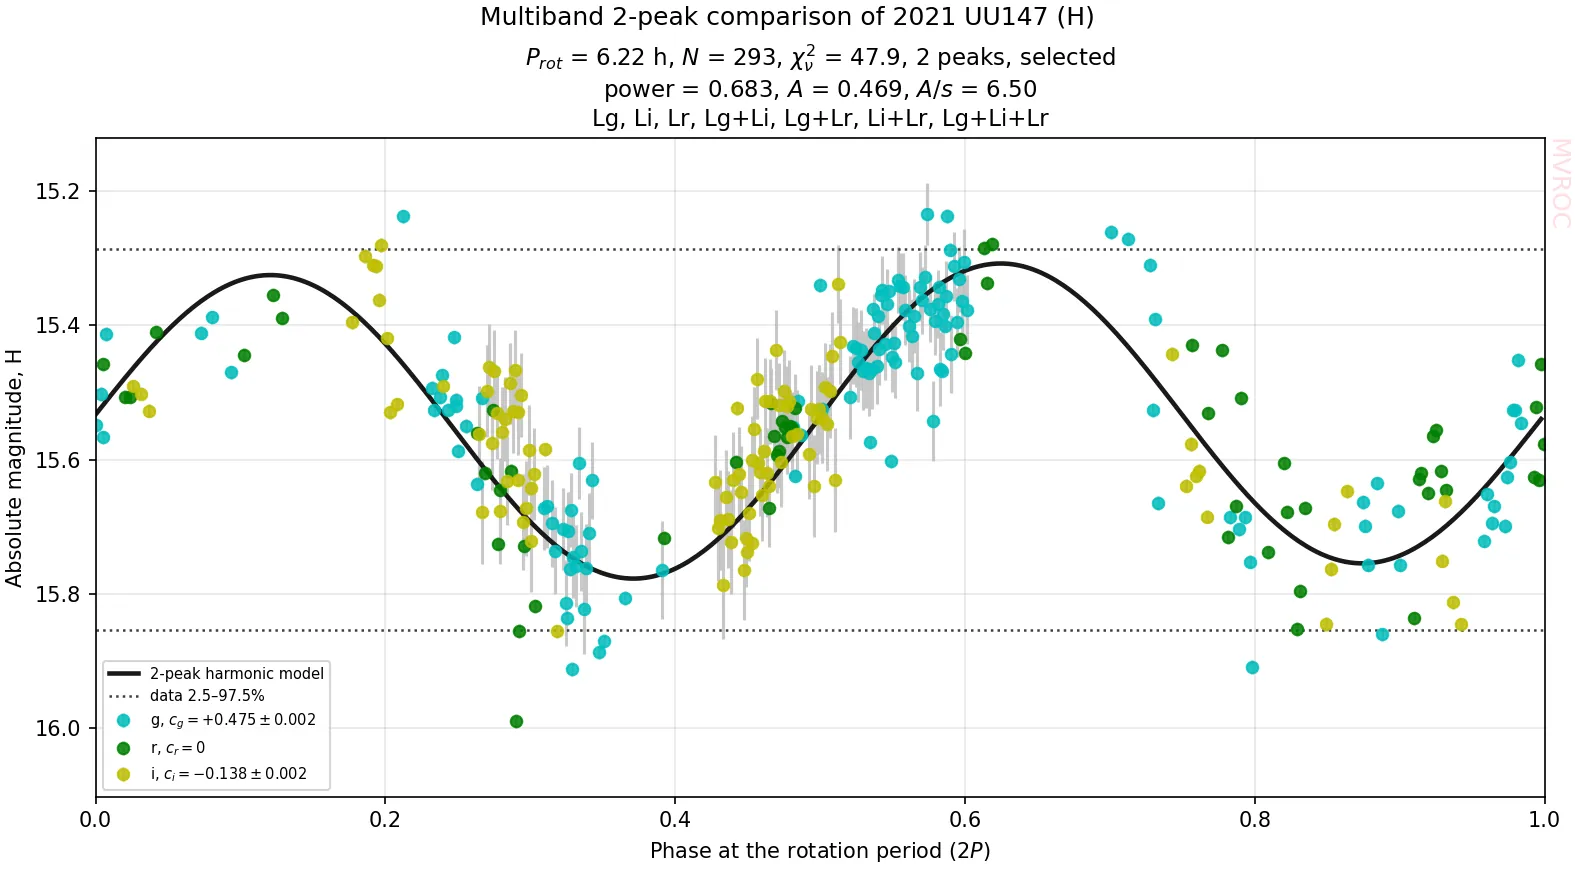 Multiband 2-peak comparison of 2021 UU147 (H)
P_rot = 6.22 h, N = 293, χ²_ν = 47.9, 2 peaks, selected
power = 0.683, A = 0.469, A/s = 6.50
Lg, Li, Lr, Lg+Li, Lg+Lr, Li+Lr, Lg+Li+Lr
MVROC
Absolute magnitude, H
15.2
15.4
15.6
15.8
16.0
2-peak harmonic model
data 2.5–97.5%
g, c_g = +0.475 ± 0.002
r, c_r = 0
i, c_i = −0.138 ± 0.002
0.0 0.2 0.4 0.6 0.8 1.0
Phase at the rotation period (2P)